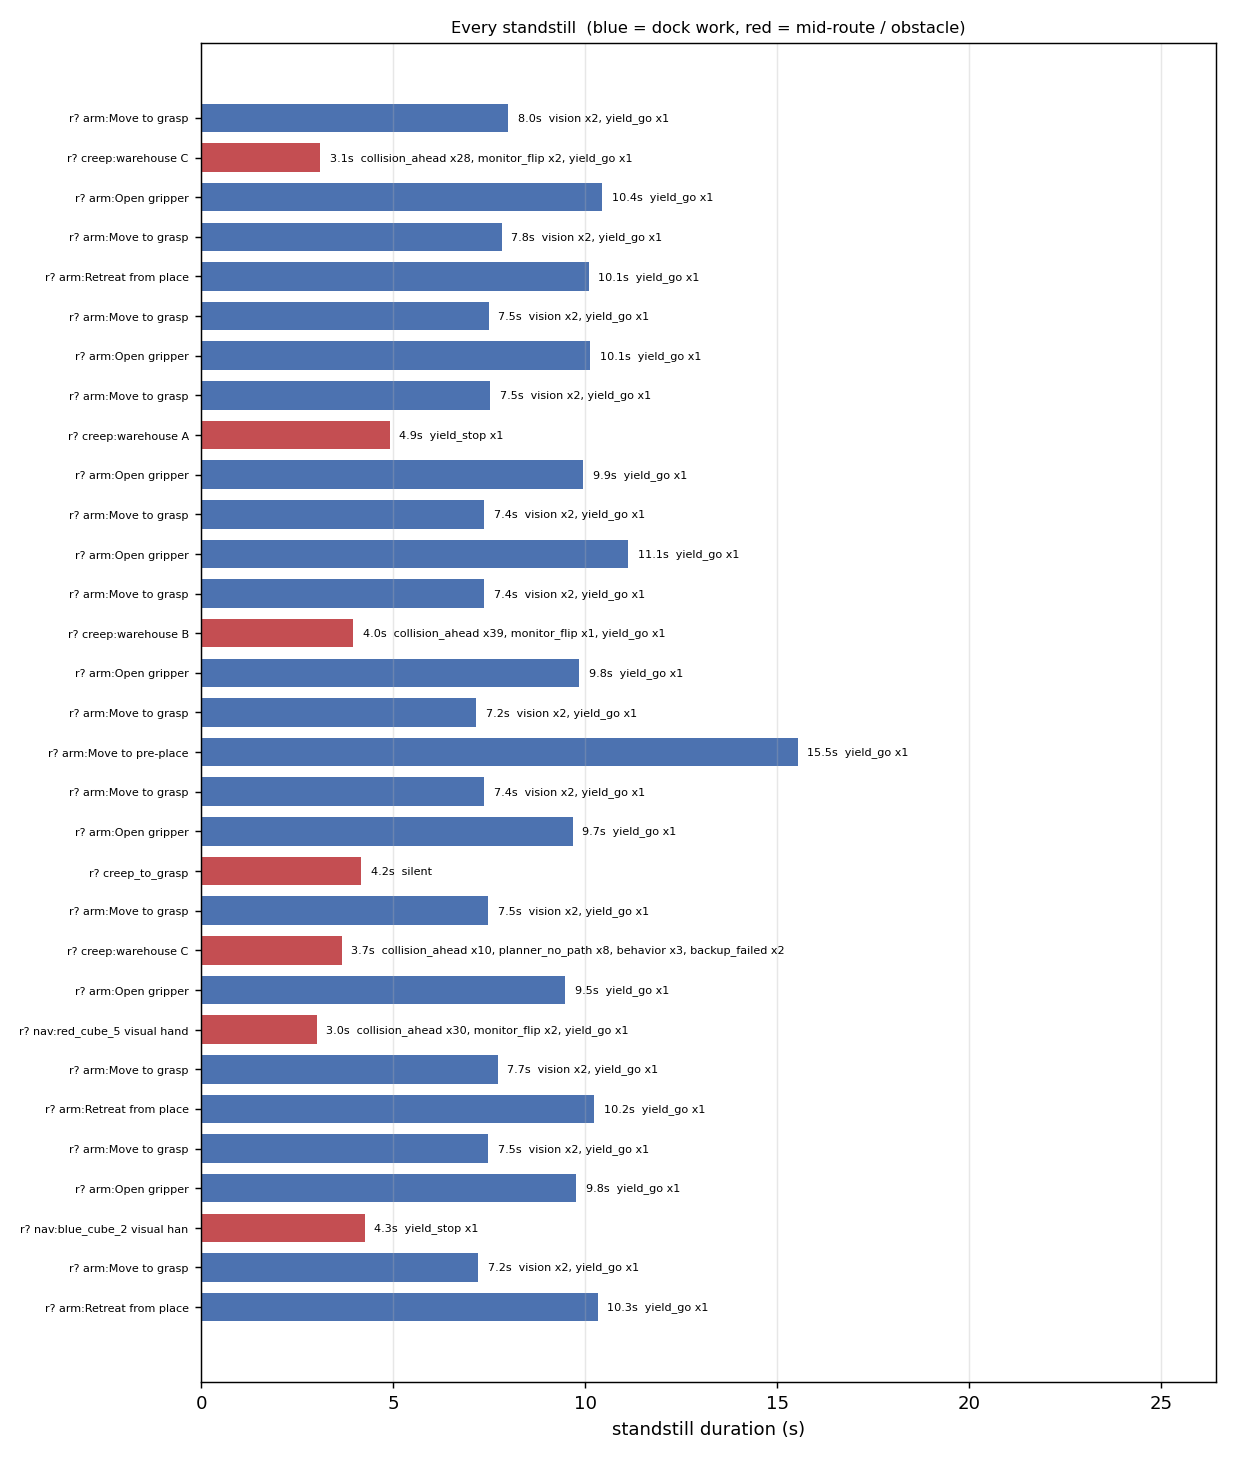 Every standstill  (blue = dock work, red = mid-route / obstacle)
r? arm:Move to grasp 8.0s  vision x2, yield_go x1
r? creep:warehouse C 3.1s  collision_ahead x28, monitor_flip x2, yield_go x1
r? arm:Open gripper 10.4s  yield_go x1
r? arm:Move to grasp 7.8s  vision x2, yield_go x1
r? arm:Retreat from place 10.1s  yield_go x1
r? arm:Move to grasp 7.5s  vision x2, yield_go x1
r? arm:Open gripper 10.1s  yield_go x1
r? arm:Move to grasp 7.5s  vision x2, yield_go x1
r? creep:warehouse A 4.9s  yield_stop x1
r? arm:Open gripper 9.9s  yield_go x1
r? arm:Move to grasp 7.4s  vision x2, yield_go x1
r? arm:Open gripper 11.1s  yield_go x1
r? arm:Move to grasp 7.4s  vision x2, yield_go x1
r? creep:warehouse B 4.0s  collision_ahead x39, monitor_flip x1, yield_go x1
r? arm:Open gripper 9.8s  yield_go x1
r? arm:Move to grasp 7.2s  vision x2, yield_go x1
r? arm:Move to pre-place 15.5s  yield_go x1
r? arm:Move to grasp 7.4s  vision x2, yield_go x1
r? arm:Open gripper 9.7s  yield_go x1
r? creep_to_grasp 4.2s  silent
r? arm:Move to grasp 7.5s  vision x2, yield_go x1
r? creep:warehouse C 3.7s  collision_ahead x10, planner_no_path x8, behavior x3, backup_failed x2
r? arm:Open gripper 9.5s  yield_go x1
r? nav:red_cube_5 visual hand 3.0s  collision_ahead x30, monitor_flip x2, yield_go x1
r? arm:Move to grasp 7.7s  vision x2, yield_go x1
r? arm:Retreat from place 10.2s  yield_go x1
r? arm:Move to grasp 7.5s  vision x2, yield_go x1
r? arm:Open gripper 9.8s  yield_go x1
r? nav:blue_cube_2 visual han 4.3s  yield_stop x1
r? arm:Move to grasp 7.2s  vision x2, yield_go x1
r? arm:Retreat from place 10.3s  yield_go x1
0 5 10 15 20 25
standstill duration (s)